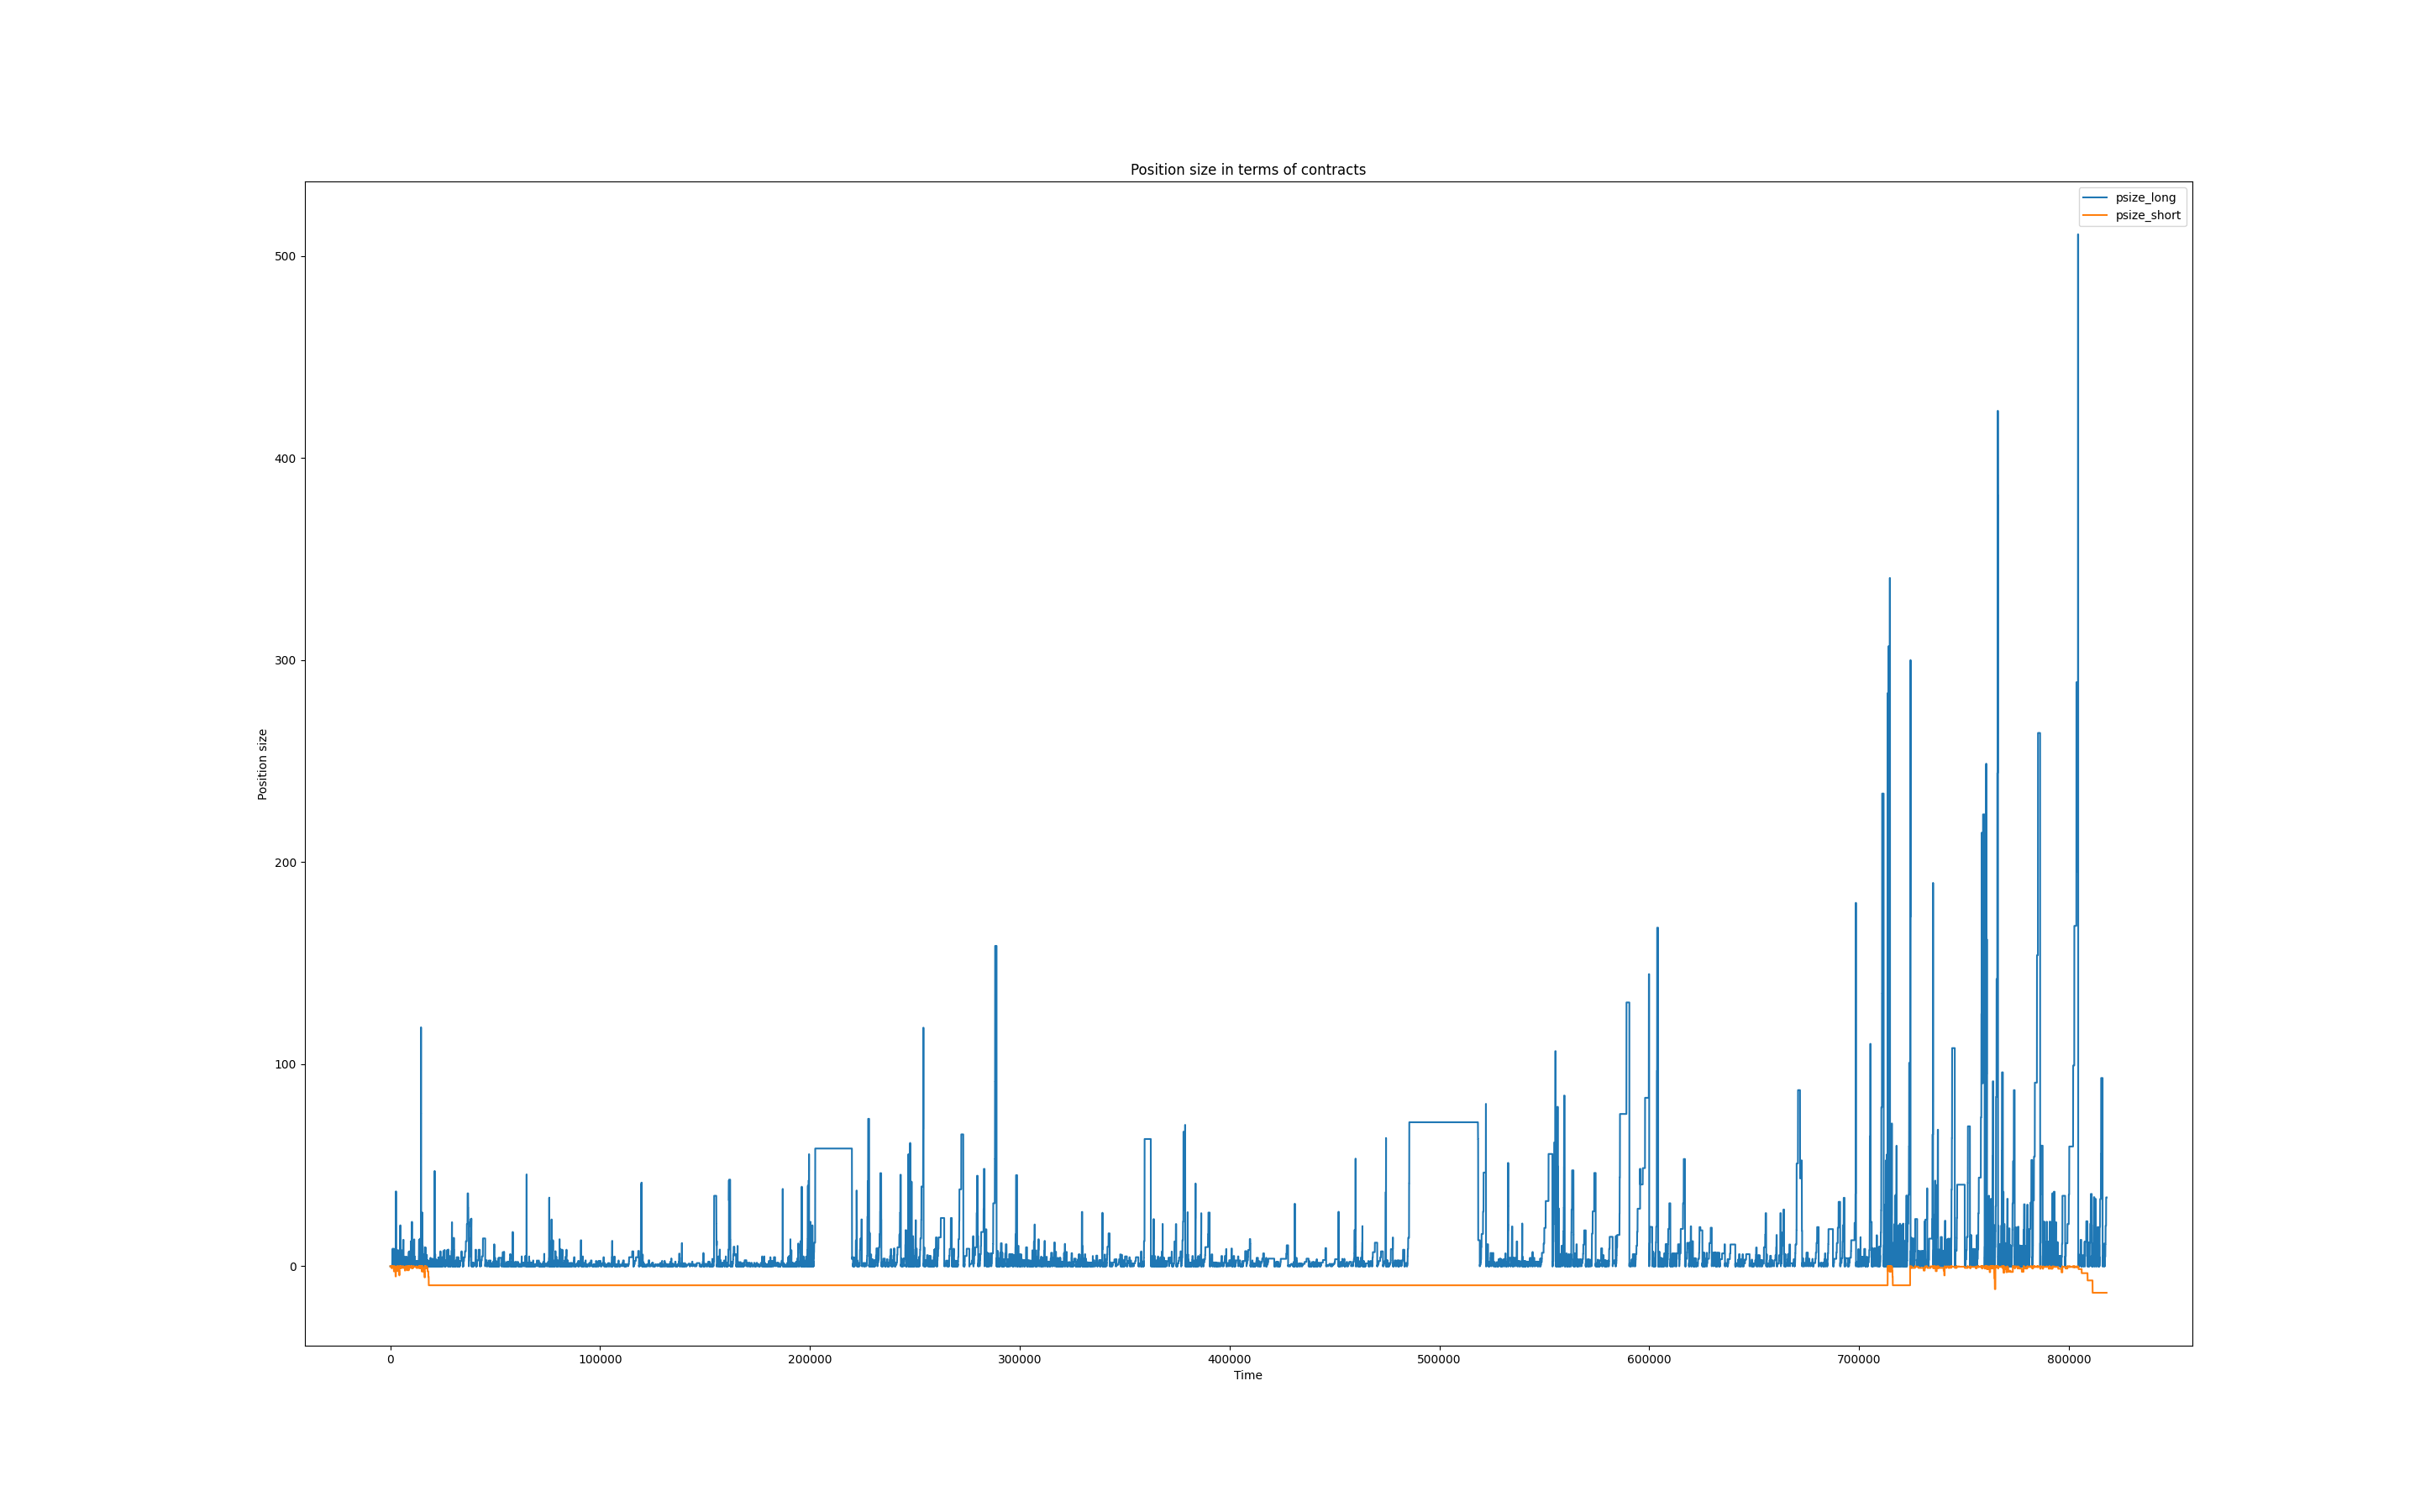 Position size in terms of contracts
psize_long
psize_short
500
400
300
200
100
0
Position size
0 100000 200000 300000 400000 500000 600000 700000 800000
Time